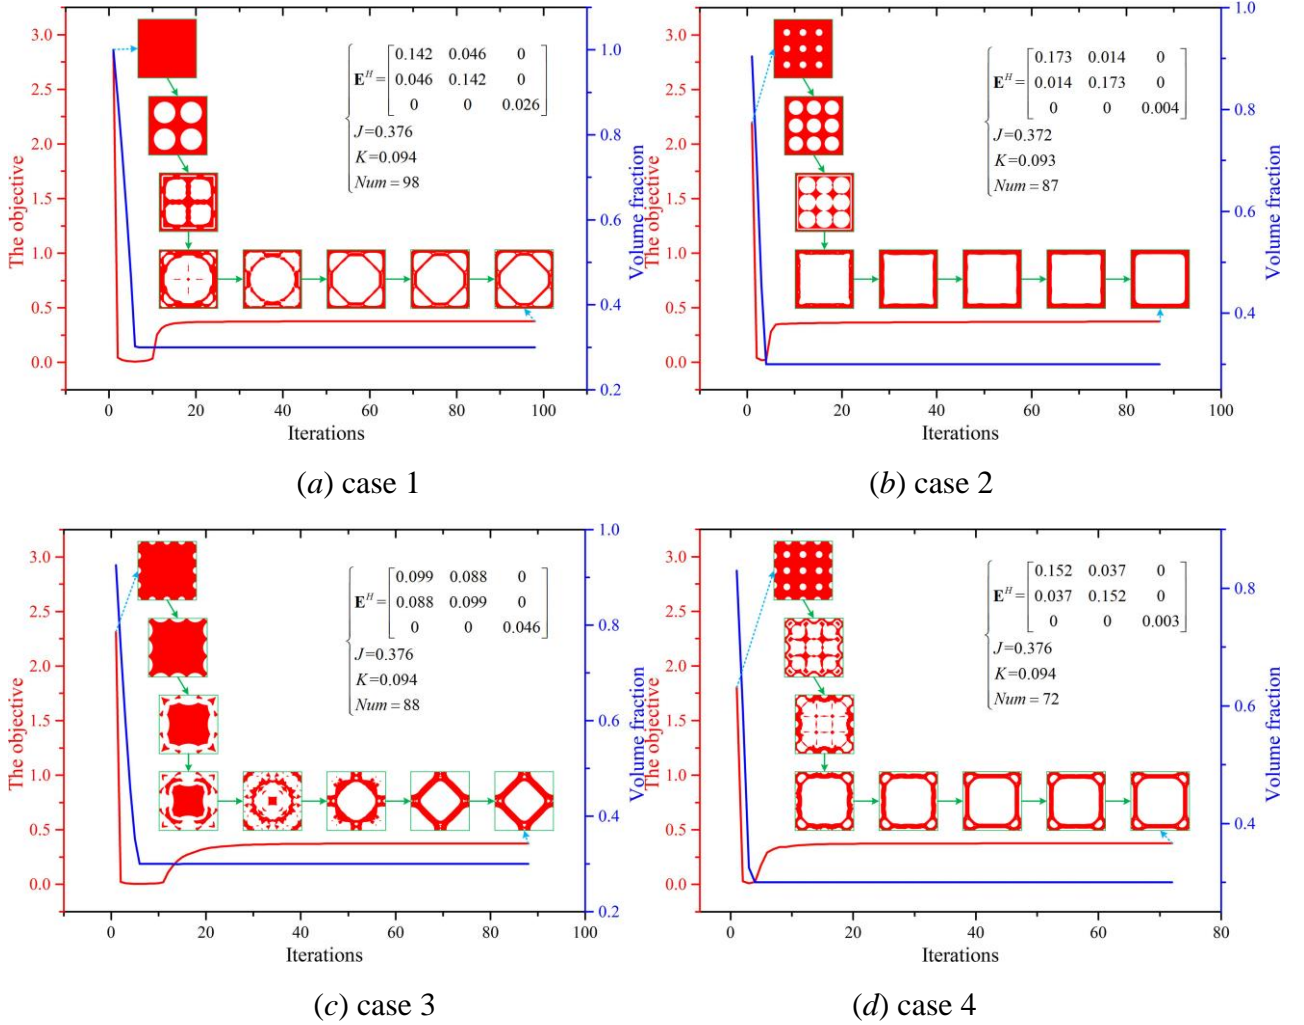 The objective
3.0
2.5
2.0
1.5
1.0
0.5
0.0
0 20 40 60 80 100
Iterations
1.0
0.8
0.6
0.4
0.2
Volume fraction
E^H = [0.142 0.046 0
0.046 0.142 0
0 0 0.026]
J=0.376
K=0.094
Num = 98
(a) case 1
The objective
3.0
2.5
2.0
1.5
1.0
0.5
0.0
0 20 40 60 80 100
Iterations
1.0
0.8
0.6
0.4
Volume fraction
E^H = [0.173 0.014 0
0.014 0.173 0
0 0 0.004]
J=0.372
K=0.093
Num = 87
(b) case 2
The objective
3.0
2.5
2.0
1.5
1.0
0.5
0.0
0 20 40 60 80 100
Iterations
1.0
0.8
0.6
0.4
0.2
Volume fraction
E^H = [0.099 0.088 0
0.088 0.099 0
0 0 0.046]
J=0.376
K=0.094
Num = 88
(c) case 3
The objective
3.0
2.5
2.0
1.5
1.0
0.5
0.0
0 20 40 60 80
Iterations
0.8
0.6
0.4
Volume fraction
E^H = [0.152 0.037 0
0.037 0.152 0
0 0 0.003]
J=0.376
K=0.094
Num = 72
(d) case 4